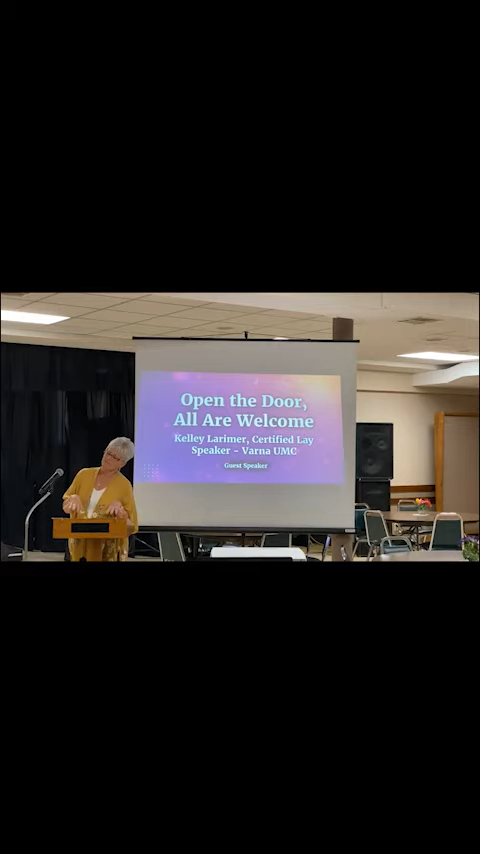 Open the Door,
All Are Welcome
Kelley Larimer, Certified Lay
Speaker - Varna UMC
Guest Speaker